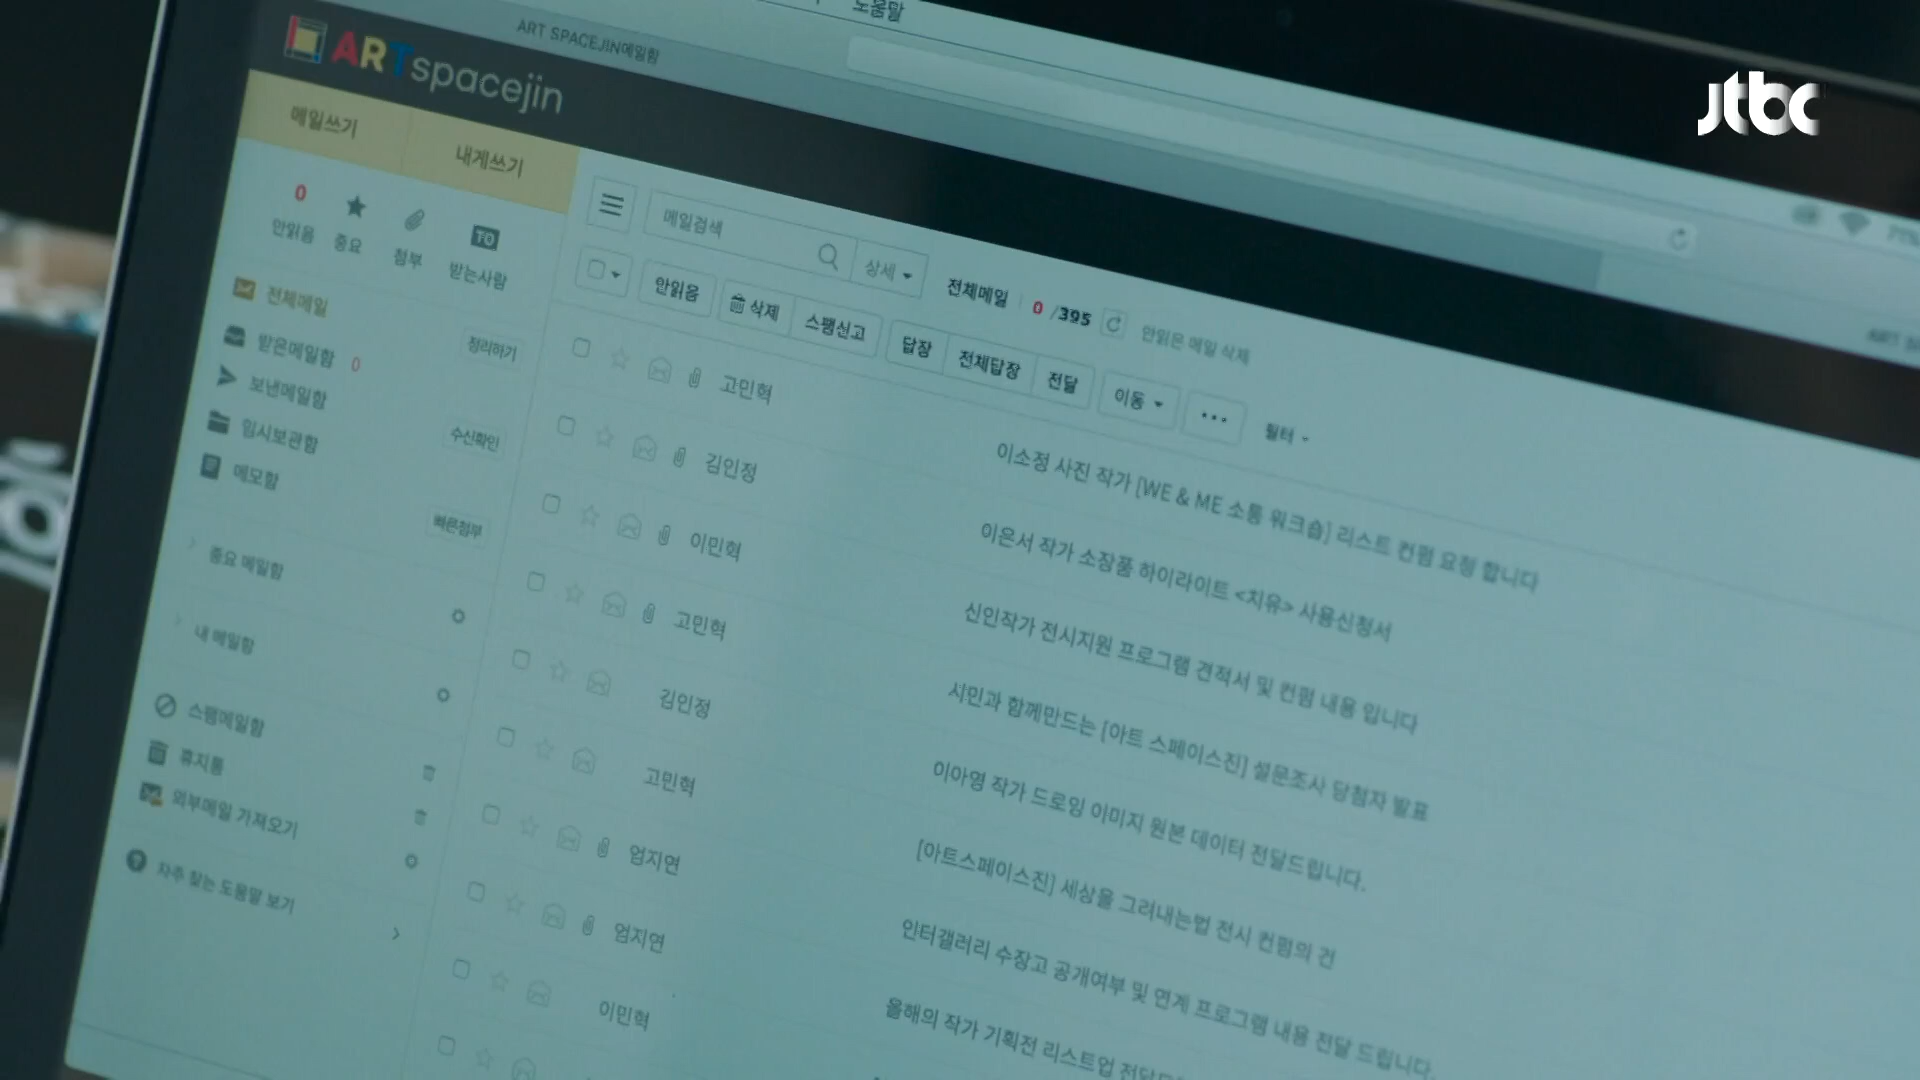 도움말
ART SPACEJIN메일함
jtbc
ARTspacejin
메일쓰기
내게쓰기
0
안읽음
중요
첨부
TO
받는사람
전체메일
받은메일함 0
정리하기
보낸메일함
수신확인
임시보관함
메모함
빠른첨부
중요 메일함
내 메일함
스팸메일함
휴지통
외부메일 가져오기
자주 찾는 도움말 보기
메일검색
상세
전체메일 0 /395
안읽은 메일 삭제
안읽음
삭제
스팸신고
답장
전체답장
전달
이동
...
필터
고민혁 이소정 사진 작가 [WE & ME 소통 워크숍] 리스트 컨펌 요청 합니다
김인정 이은서 작가 소장품 하이라이트 <치유> 사용신청서
이민혁 신인작가 전시지원 프로그램 견적서 및 컨펌 내용 입니다
고민혁 시민과 함께만드는 [아트 스페이스진] 설문조사 당첨자 발표
김인정 이아영 작가 드로잉 이미지 원본 데이터 전달드립니다.
고민혁 [아트스페이스진] 세상을 그려내는법 전시 컨펌의 건
엄지연 인터갤러리 수장고 공개여부 및 연계 프로그램 내용 전달 드립니다.
엄지연 올해의 작가 기획전 리스트업
이민혁